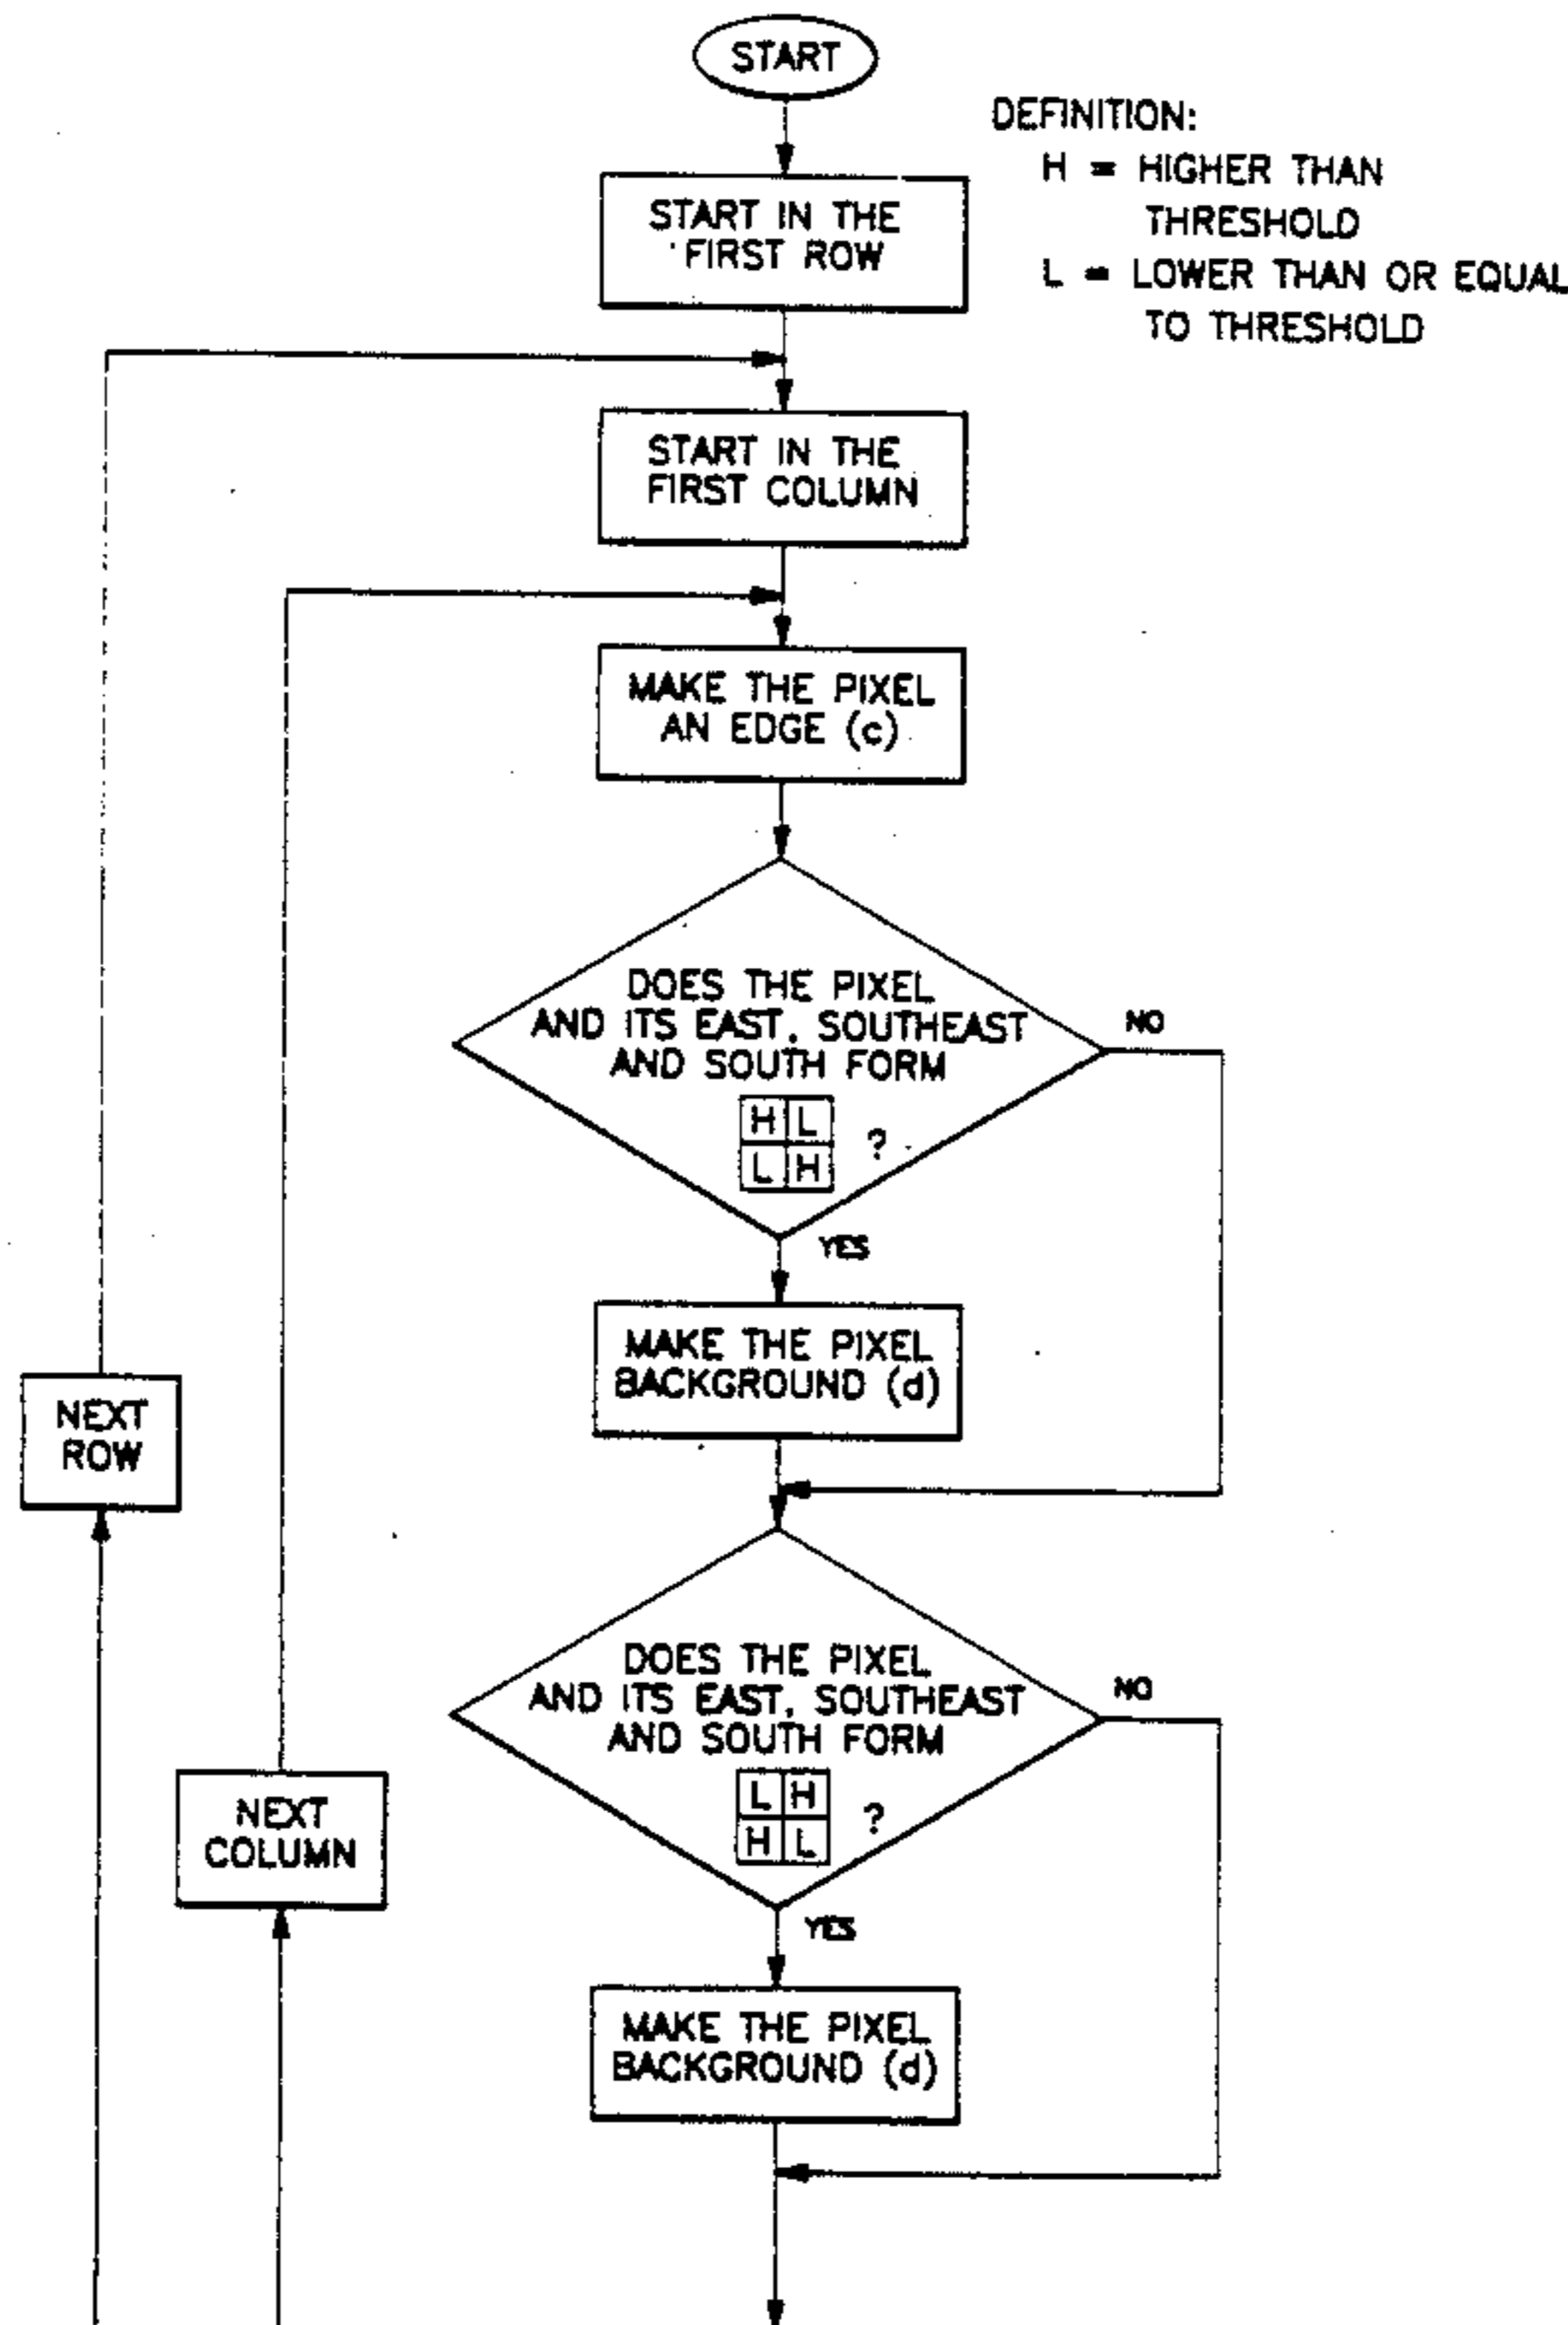 START
DEFINITION:
H = HIGHER THAN
THRESHOLD
L = LOWER THAN OR EQUAL
TO THRESHOLD
START IN THE
FIRST ROW
START IN THE
FIRST COLUMN
MAKE THE PIXEL
AN EDGE (c)
DOES THE PIXEL
AND ITS EAST, SOUTHEAST
AND SOUTH FORM
H L
L H ?
NO
YES
MAKE THE PIXEL
BACKGROUND (d)
NEXT
ROW
DOES THE PIXEL
AND ITS EAST, SOUTHEAST
AND SOUTH FORM
L H
H L ?
NO
YES
NEXT
COLUMN
MAKE THE PIXEL
BACKGROUND (d)